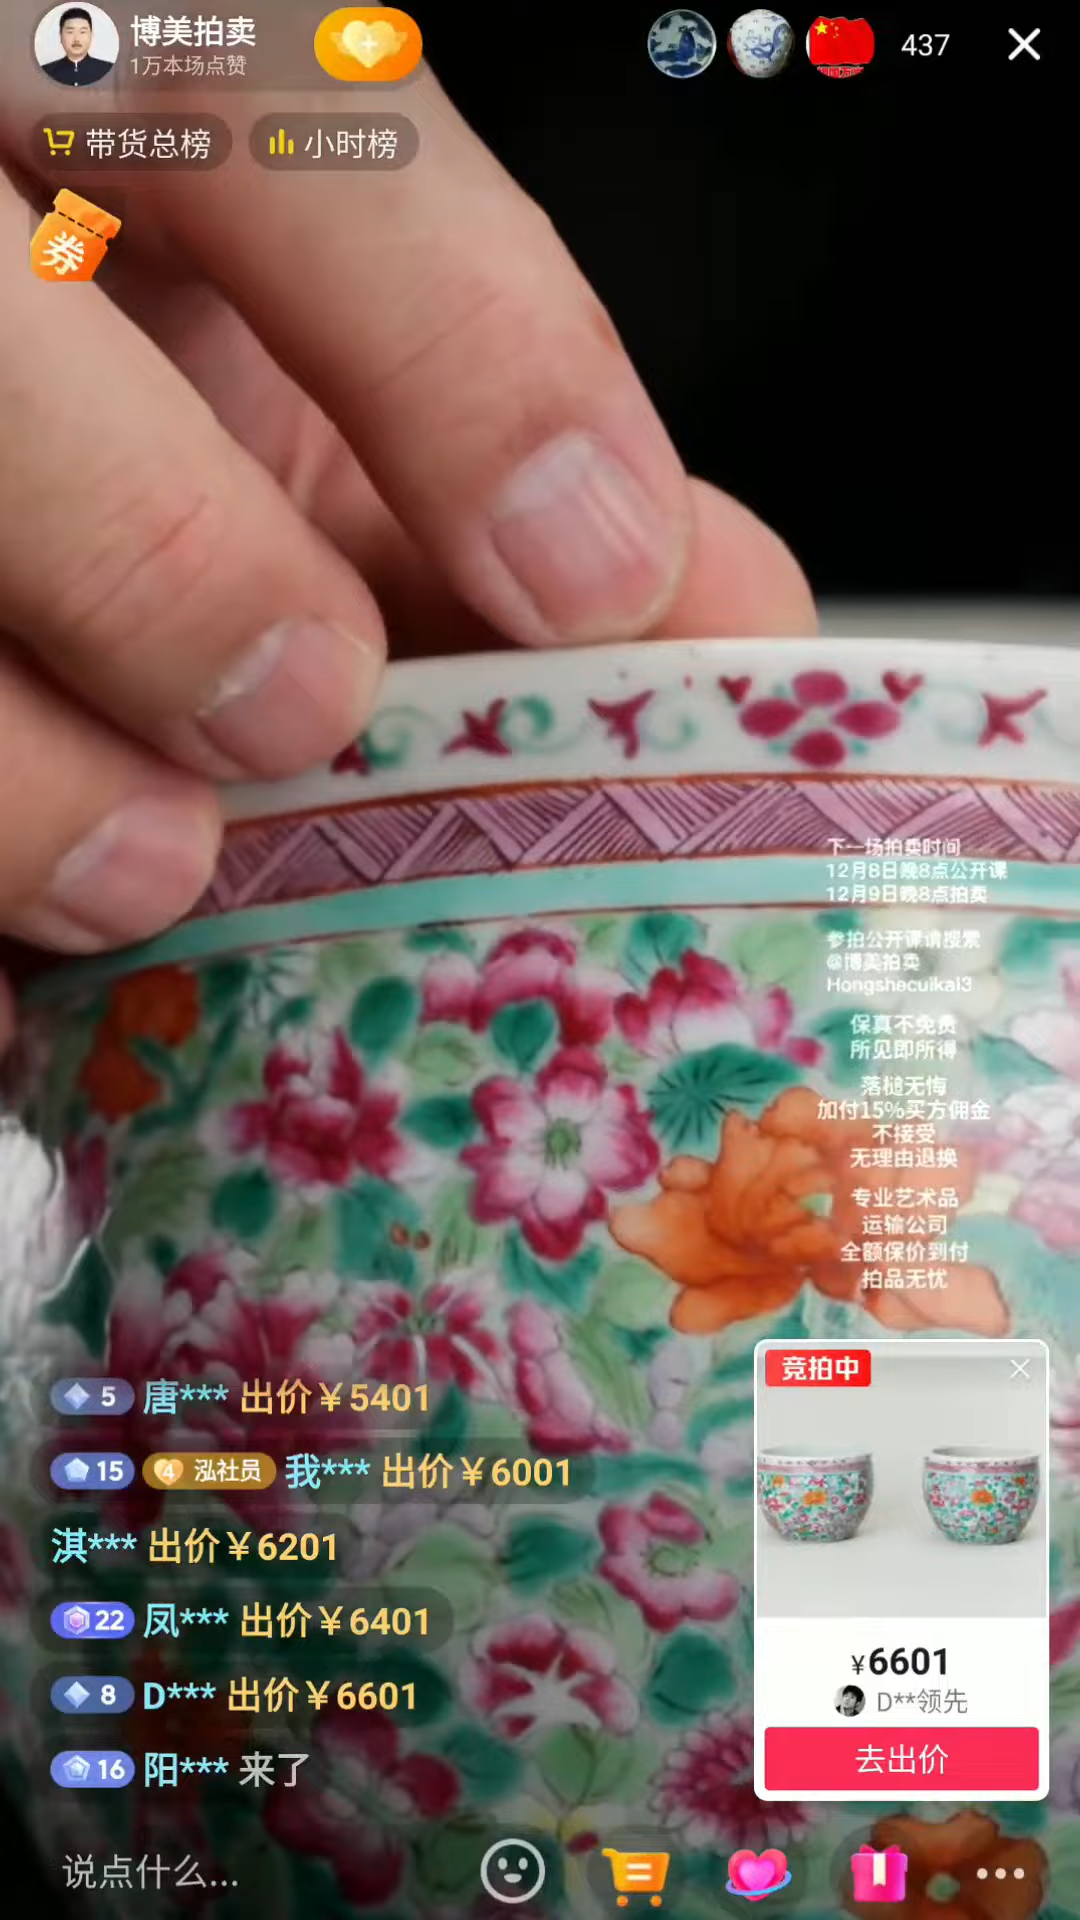 博美拍卖
1万本场点赞
437
带货总榜
小时榜
券
下一场拍卖时间
12月8日晚8点公开课
12月9日晚8点拍卖
参拍公开课请搜索
@博美拍卖
Hongshecuikai3
保真不免费
所见即所得
落槌无悔
加付15%买方佣金
不接受
无理由退换
专业艺术品
运输公司
全额保价到付
拍品无忧
竞拍中
5 唐*** 出价￥5401
15 4 泓社员 我*** 出价￥6001
淇*** 出价￥6201
22 凤*** 出价￥6401
8 D*** 出价￥6601
16 阳*** 来了
¥6601
D**领先
去出价
说点什么...